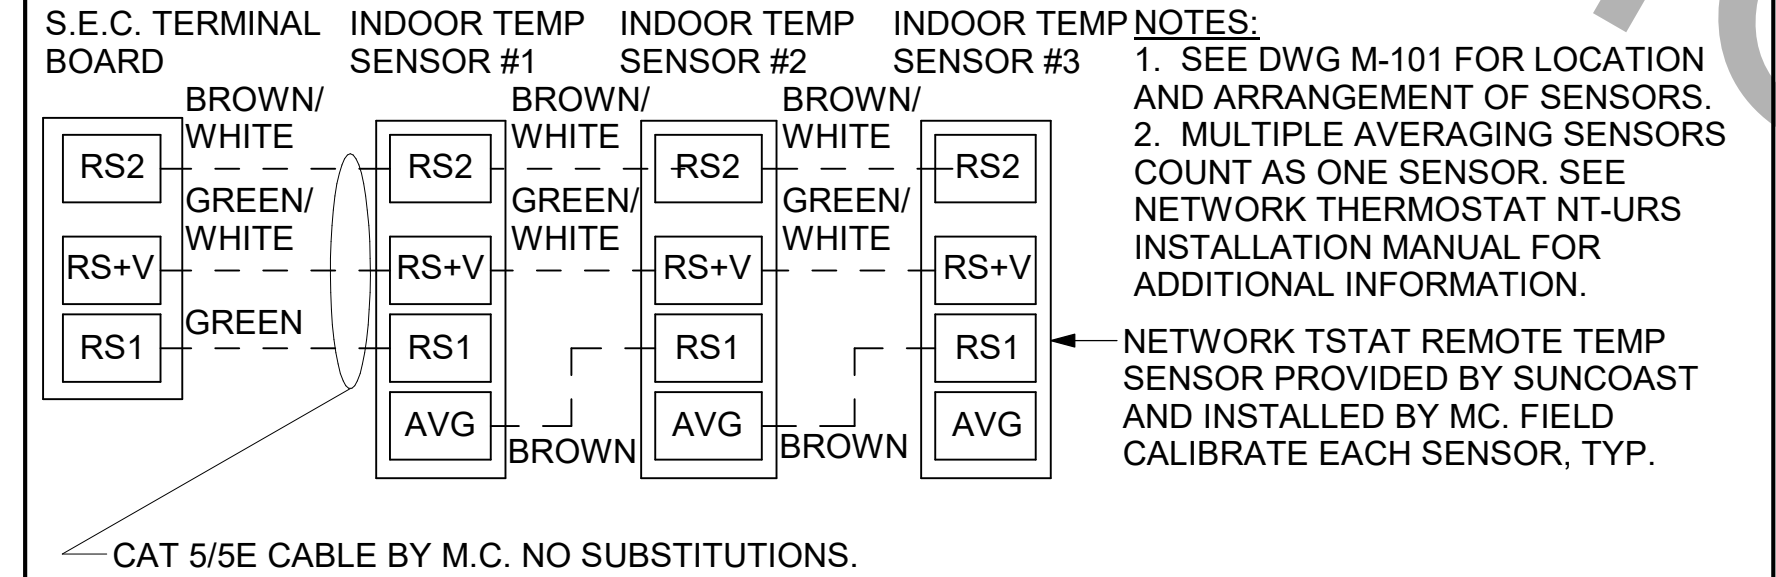 S.E.C. TERMINAL BOARD
INDOOR TEMP SENSOR #1
INDOOR TEMP SENSOR #2
INDOOR TEMP SENSOR #3
BROWN/
WHITE
BROWN/
WHITE
BROWN/
WHITE
RS2
RS2
RS2
RS2
GREEN/
WHITE
GREEN/
WHITE
GREEN/
WHITE
RS+V
RS+V
RS+V
RS+V
GREEN
RS1
RS1
RS1
RS1
AVG
AVG
AVG
BROWN
BROWN
CAT 5/5E CABLE BY M.C. NO SUBSTITUTIONS.
NOTES:
1. SEE DWG M-101 FOR LOCATION
AND ARRANGEMENT OF SENSORS.
2. MULTIPLE AVERAGING SENSORS
COUNT AS ONE SENSOR. SEE
NETWORK THERMOSTAT NT-URS
INSTALLATION MANUAL FOR
ADDITIONAL INFORMATION.
NETWORK TSTAT REMOTE TEMP
SENSOR PROVIDED BY SUNCOAST
AND INSTALLED BY MC. FIELD
CALIBRATE EACH SENSOR, TYP.